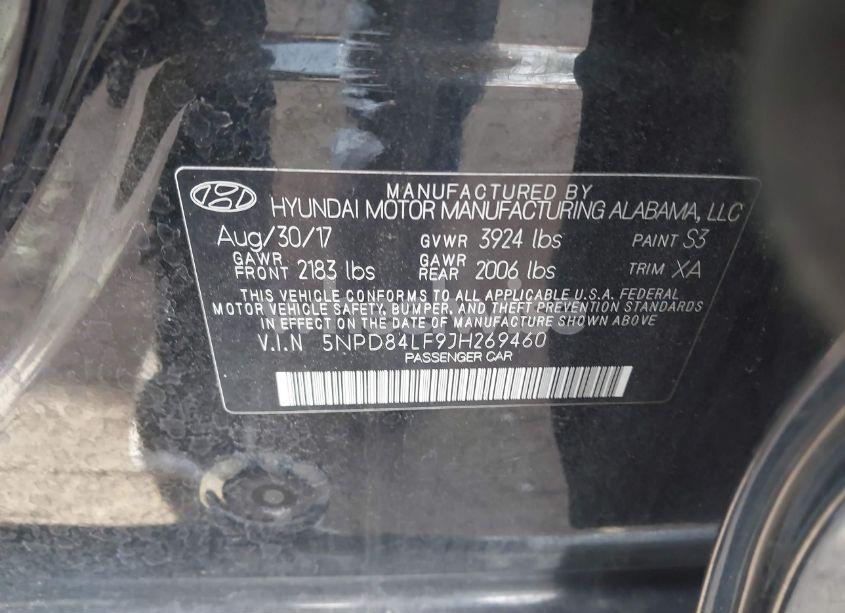 MANUFACTURED BY
HYUNDAI MOTOR MANUFACTURING ALABAMA, LLC
Aug/30/17 GVWR 3924 lbs PAINT S3
GAWR FRONT 2183 lbs GAWR REAR 2006 lbs TRIM XA
THIS VEHICLE CONFORMS TO ALL APPLICABLE U.S.A. FEDERAL
MOTOR VEHICLE SAFETY, BUMPER, AND THEFT PREVENTION STANDARDS
IN EFFECT ON THE DATE OF MANUFACTURE SHOWN ABOVE
V.I.N 5NPD84LF9JH269460
PASSENGER CAR